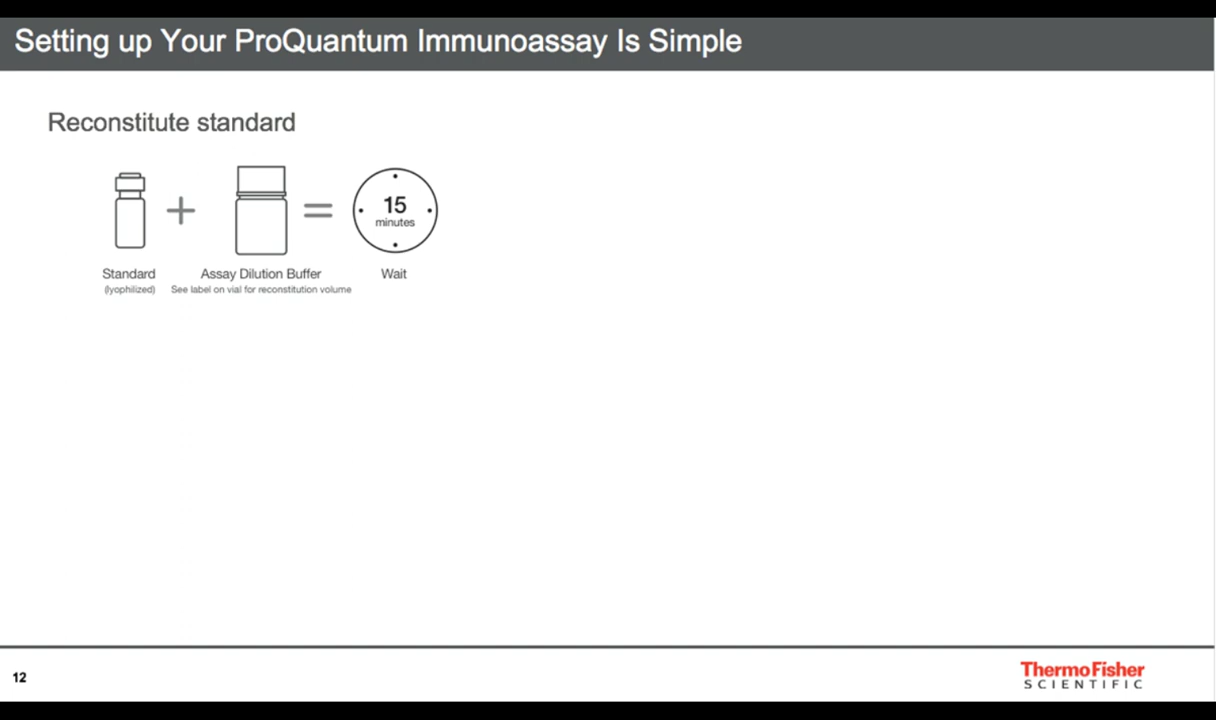 Setting up Your ProQuantum Immunoassay Is Simple
Reconstitute standard
15
minutes
Standard
(lyophilized)
Assay Dilution Buffer
See label on vial for reconstitution volume
Wait
12
ThermoFisher
SCIENTIFIC